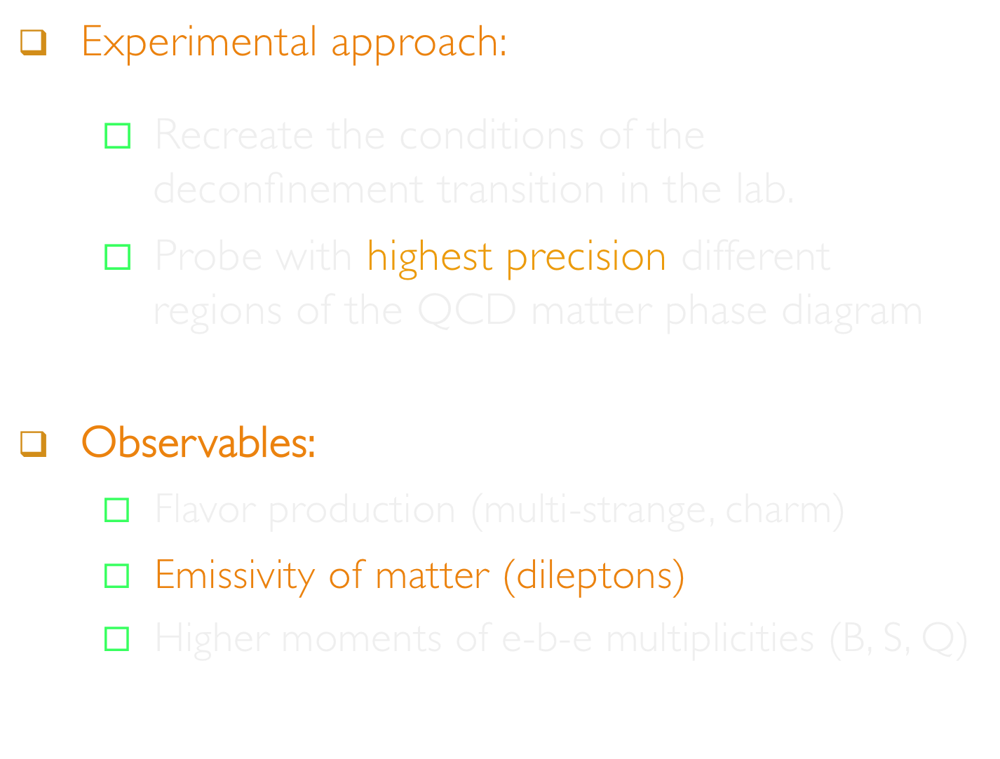 Experimental approach:
Recreate the conditions of the
deconfinement transition in the lab.
Probe with highest precision different
regions of the QCD matter phase diagram
Observables:
Flavor production (multi-strange, charm)
Emissivity of matter (dileptons)
Higher moments of e-b-e multiplicities (B, S, Q)